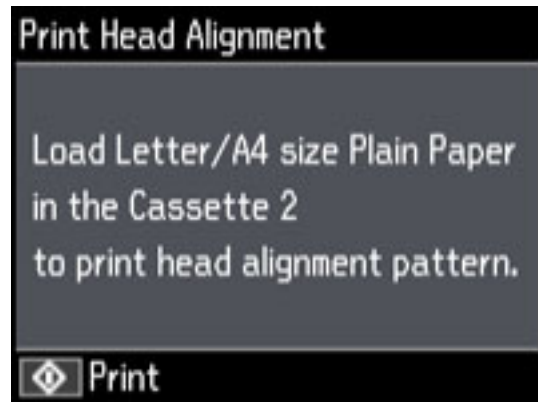 Print Head Alignment
Load Letter/A4 size Plain Paper
in the Cassette 2
to print head alignment pattern.
Print